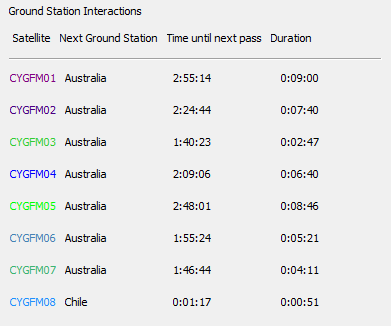 Ground Station Interactions
Satellite Next Ground Station Time until next pass Duration
CYGFM01 Australia 2:55:14 0:09:00
CYGFM02 Australia 2:24:44 0:07:40
CYGFM03 Australia 1:40:23 0:02:47
CYGFM04 Australia 2:09:06 0:06:40
CYGFM05 Australia 2:48:01 0:08:46
CYGFM06 Australia 1:55:24 0:05:21
CYGFM07 Australia 1:46:44 0:04:11
CYGFM08 Chile 0:01:17 0:00:51